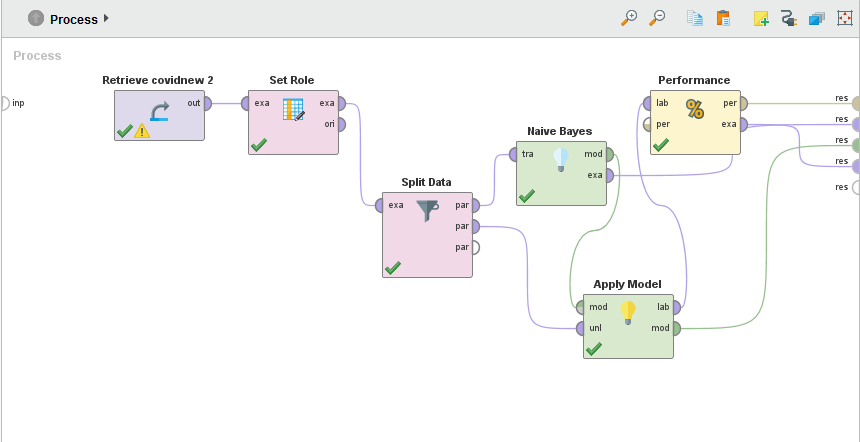 Process
Process
inp
Retrieve covidnew 2
out
Set Role
exa
exa
ori
Split Data
exa
par
par
par
Naive Bayes
tra
mod
exa
Apply Model
mod
lab
unl
mod
Performance
%
lab
per
per
exa
res
res
res
res
res